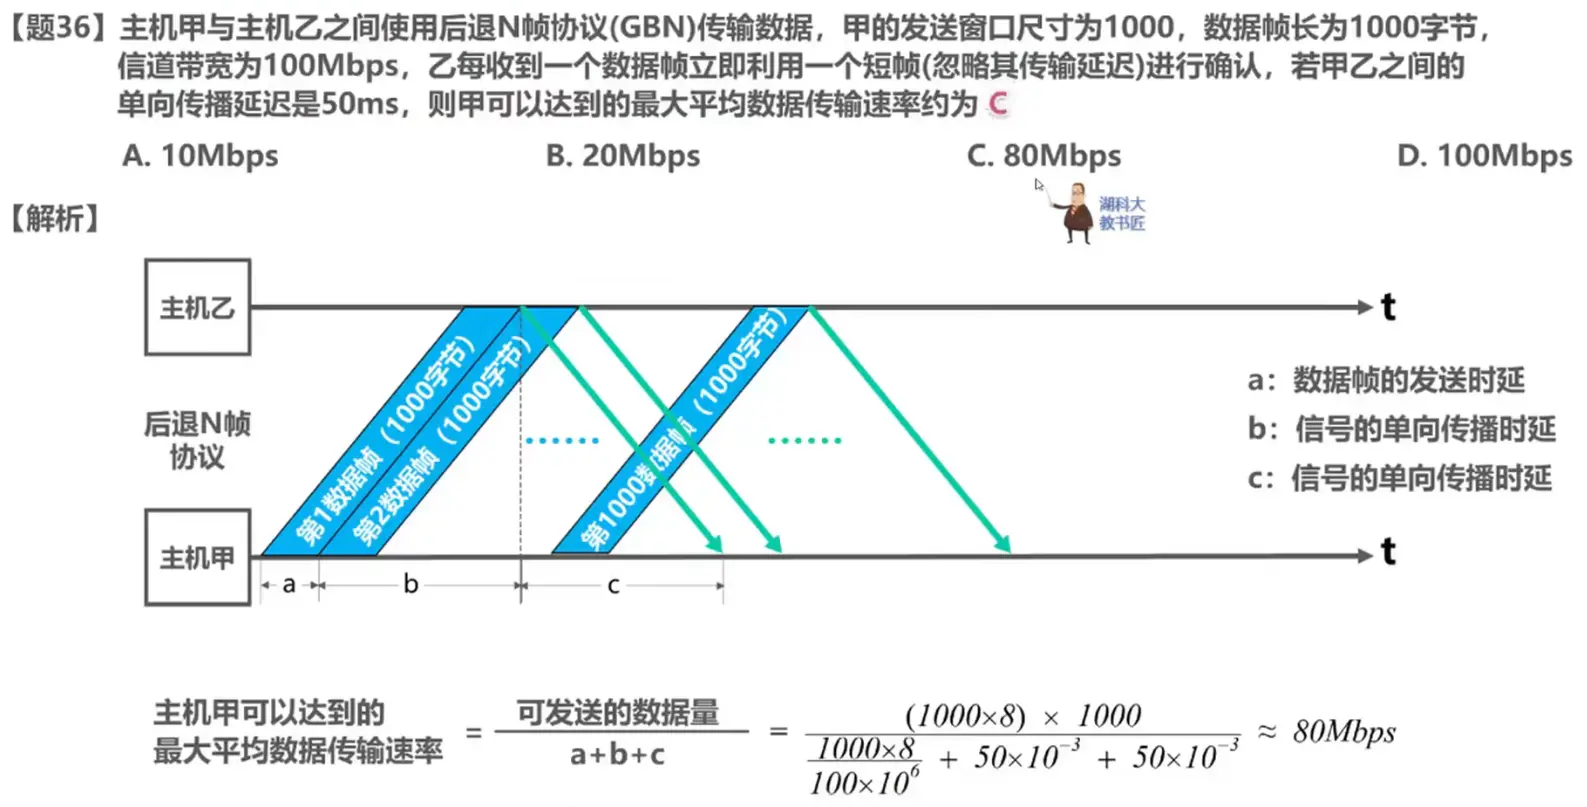 【题36】主机甲与主机乙之间使用后退N帧协议(GBN)传输数据，甲的发送窗口尺寸为1000，数据帧长为1000字节，
信道带宽为100Mbps，乙每收到一个数据帧立即利用一个短帧(忽略其传输延迟)进行确认，若甲乙之间的
单向传播延迟是50ms，则甲可以达到的最大平均数据传输速率约为 C
A. 10Mbps B. 20Mbps C. 80Mbps D. 100Mbps
湖科大
教书匠
【解析】
主机乙
t
第1数据帧（1000字节）
第2数据帧（1000字节）
……
第1000数据帧（1000字节）
……
后退N帧
协议
a：数据帧的发送时延
b：信号的单向传播时延
c：信号的单向传播时延
主机甲
t
a b c
主机甲可以达到的
最大平均数据传输速率
=
可发送的数据量
a+b+c
=
(1000×8) × 1000
1000×8
100×10⁶
+ 50×10⁻³ + 50×10⁻³
≈ 80Mbps